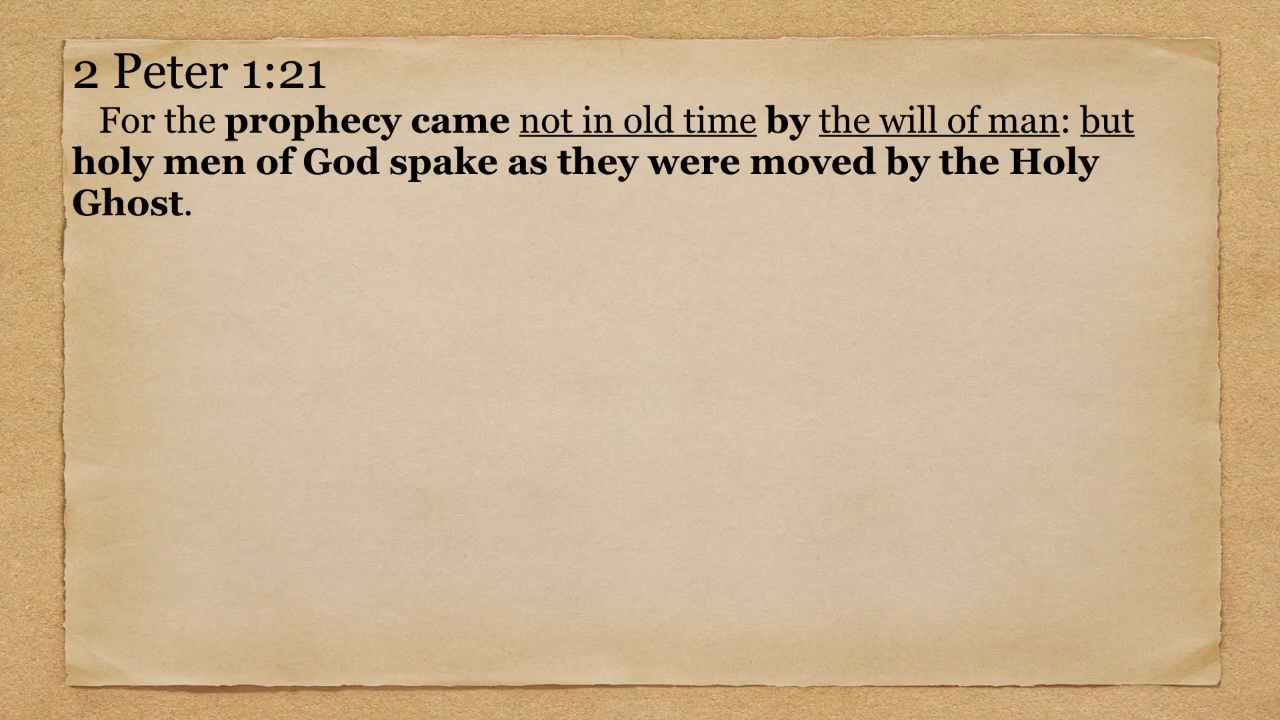 2 Peter 1:21
For the prophecy came not in old time by the will of man: but
holy men of God spake as they were moved by the Holy
Ghost.